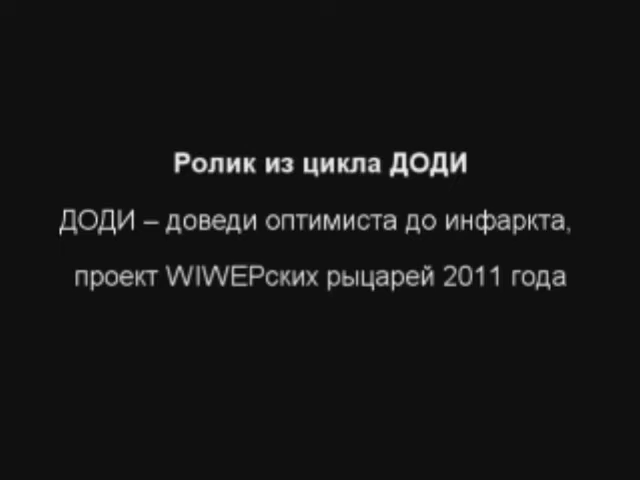 Ролик из цикла ДОДИ
ДОДИ – доведи оптимиста до инфаркта,
проект WIWEPских рыцарей 2011 года